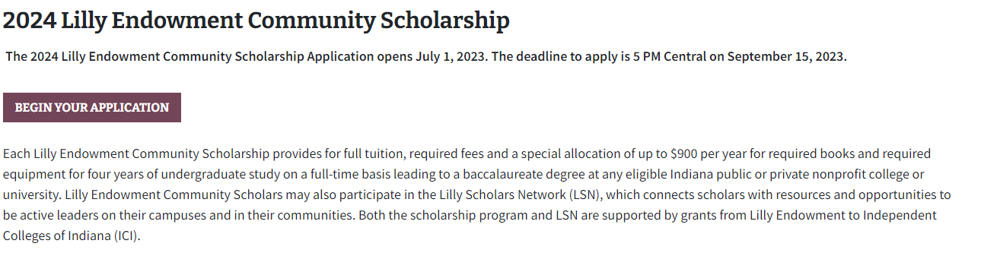 2024 Lilly Endowment Community Scholarship
The 2024 Lilly Endowment Community Scholarship Application opens July 1, 2023. The deadline to apply is 5 PM Central on September 15, 2023.
BEGIN YOUR APPLICATION
Each Lilly Endowment Community Scholarship provides for full tuition, required fees and a special allocation of up to $900 per year for required books and required
equipment for four years of undergraduate study on a full-time basis leading to a baccalaureate degree at any eligible Indiana public or private nonprofit college or
university. Lilly Endowment Community Scholars may also participate in the Lilly Scholars Network (LSN), which connects scholars with resources and opportunities to
be active leaders on their campuses and in their communities. Both the scholarship program and LSN are supported by grants from Lilly Endowment to Independent
Colleges of Indiana (ICI).